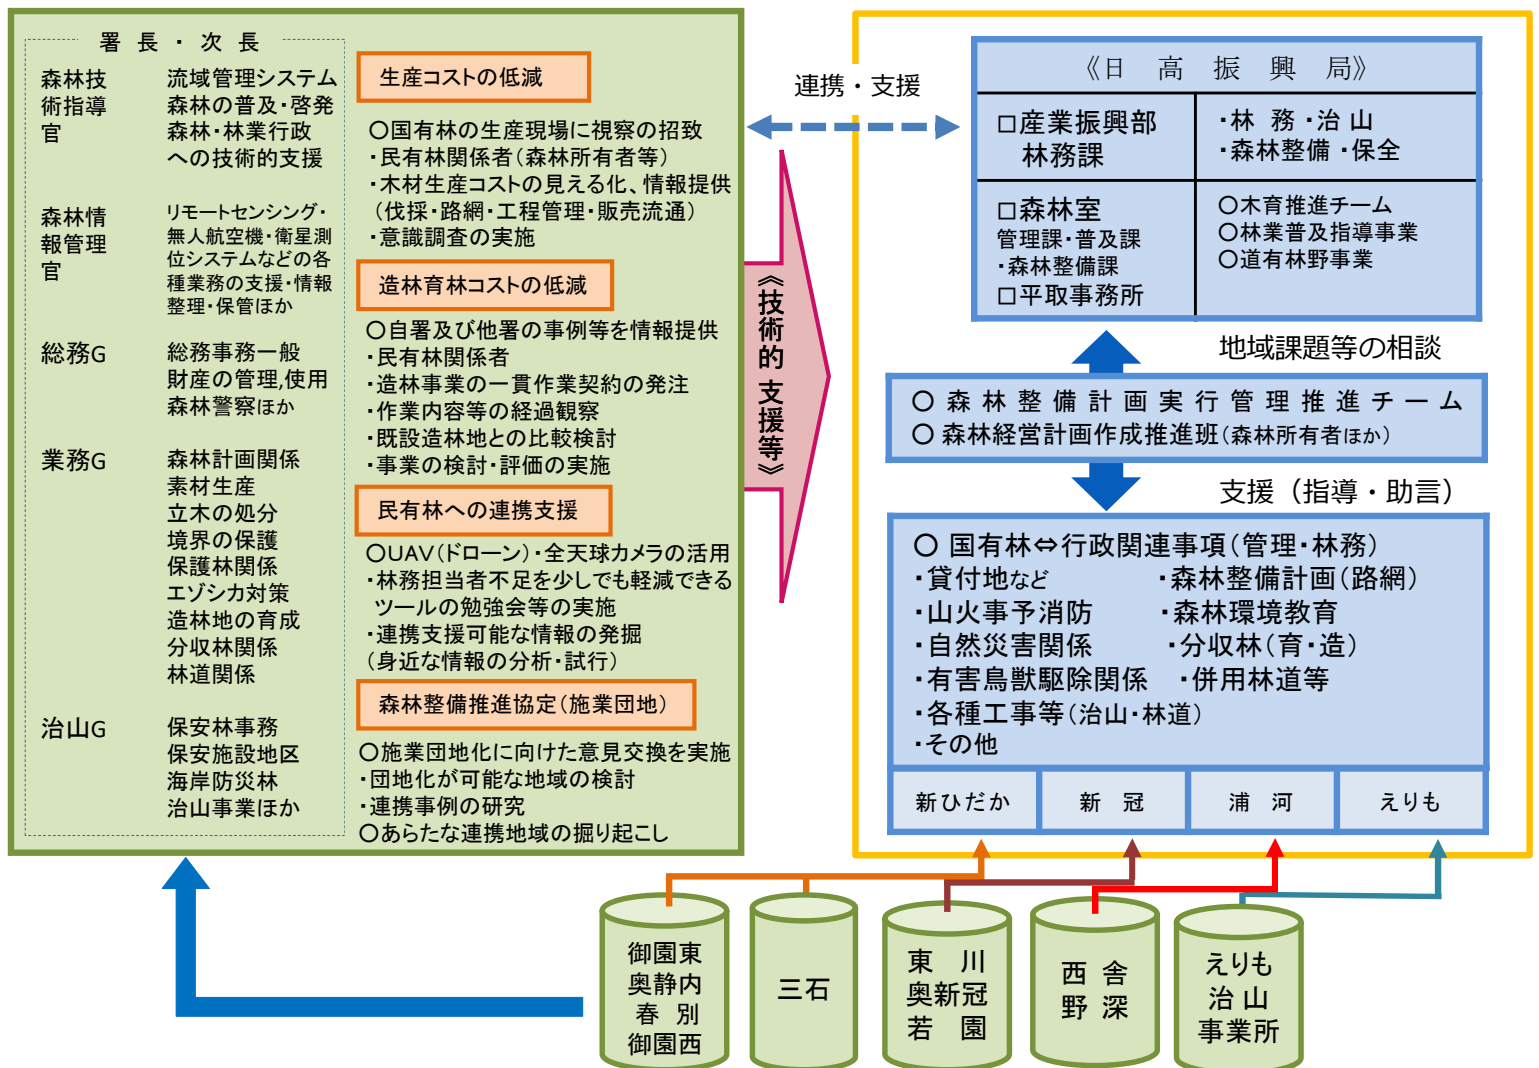 署 長 ・ 次 長
森林技
術指導
官
流域管理システム
森林の普及・啓発
森林・林業行政
への技術的支援
森林情
報管理
官
リモートセンシング・
無人航空機・衛星測
位システムなどの各
種業務の支援・情報
整理・保管ほか
総務G
総務事務一般
財産の管理,使用
森林警察ほか
業務G
森林計画関係
素材生産
立木の処分
境界の保護
保護林関係
エゾシカ対策
造林地の育成
分収林関係
林道関係
治山G
保安林事務
保安施設地区
海岸防災林
治山事業ほか
生産コストの低減
○国有林の生産現場に視察の招致
・民有林関係者(森林所有者等)
・木材生産コストの見える化、情報提供
(伐採・路網・工程管理・販売流通)
・意識調査の実施
造林育林コストの低減
○自署及び他署の事例等を情報提供
・民有林関係者
・造林事業の一貫作業契約の発注
・作業内容等の経過観察
・既設造林地との比較検討
・事業の検討・評価の実施
民有林への連携支援
○UAV(ドローン)・全天球カメラの活用
・林務担当者不足を少しでも軽減できる
ツールの勉強会等の実施
・連携支援可能な情報の発掘
(身近な情報の分析・試行)
森林整備推進協定(施業団地)
○施業団地化に向けた意見交換を実施
・団地化が可能な地域の検討
・連携事例の研究
○あらたな連携地域の掘り起こし
連携・支援
《技術的 支援等》
《日 高 振 興 局》
□産業振興部
林務課
・林 務 ・治 山
・森林整備 ・保全
□森林室
管理課・普及課
・森林整備課
□平取事務所
○木育推進チーム
○林業普及指導事業
○道有林野事業
地域課題等の相談
○ 森 林 整 備 計 画 実 行 管 理 推 進 チ ー ム
○ 森林経営計画作成推進班(森林所有者ほか)
支援（指導・助言）
○ 国有林⇔行政関連事項(管理・林務)
・貸付地など ・森林整備計画(路網)
・山火事予消防 ・森林環境教育
・自然災害関係 ・分収林(育・造)
・有害鳥獣駆除関係 ・併用林道等
・各種工事等(治山・林道)
・その他
新ひだか
新 冠
浦 河
えりも
御園東
奥静内
春 別
御園西
三石
東 川
奥新冠
若 園
西 舎
野 深
えりも
治 山
事業所